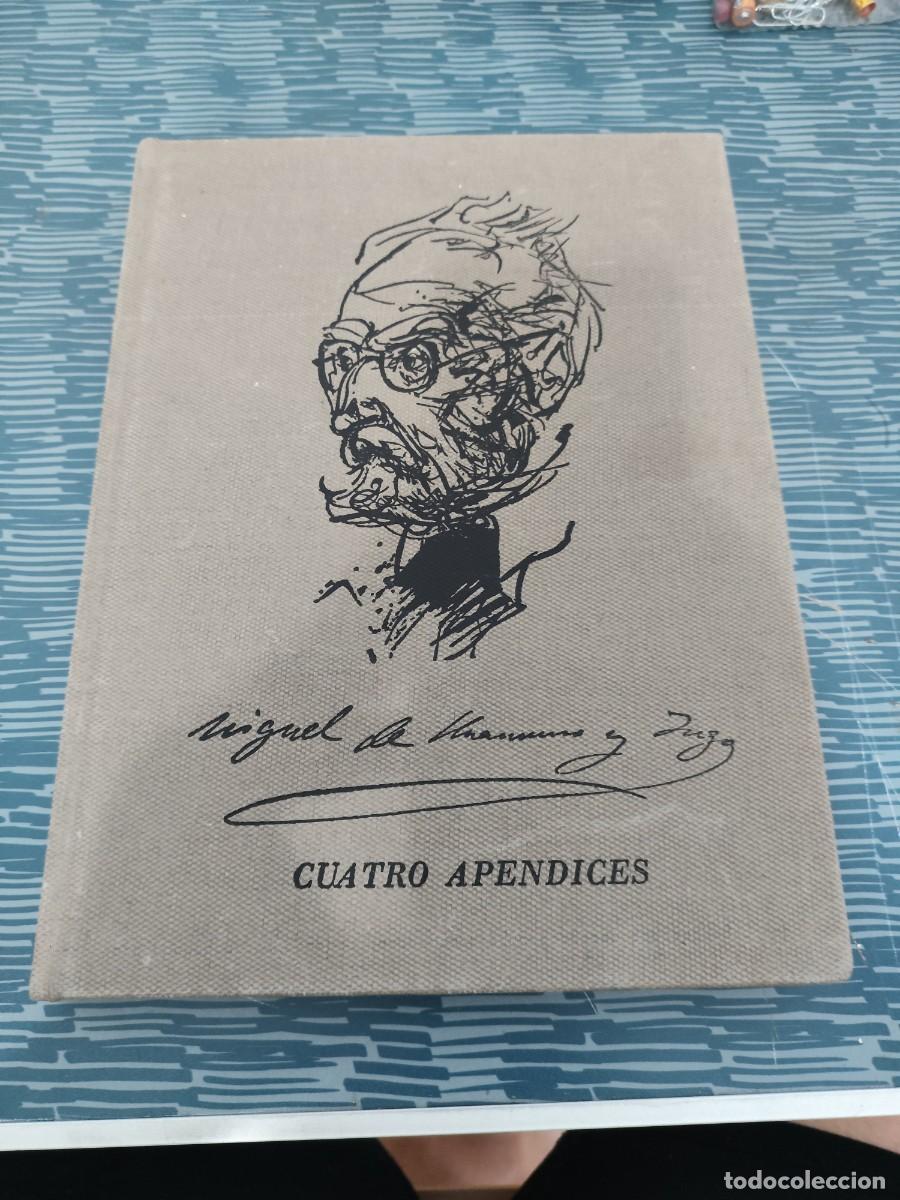 Miguel de Unamuno y Jugo
CUATRO APENDICES
todocoleccion